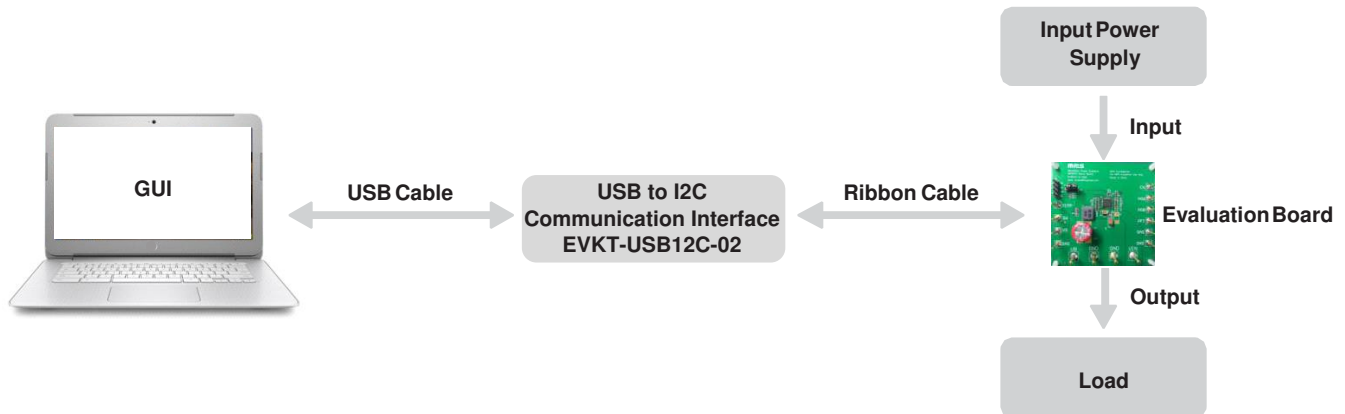 Input Power
Supply
Input
GUI
USB Cable
USB to I2C
Communication Interface
EVKT-USB12C-02
Ribbon Cable
Evaluation Board
Output
Load